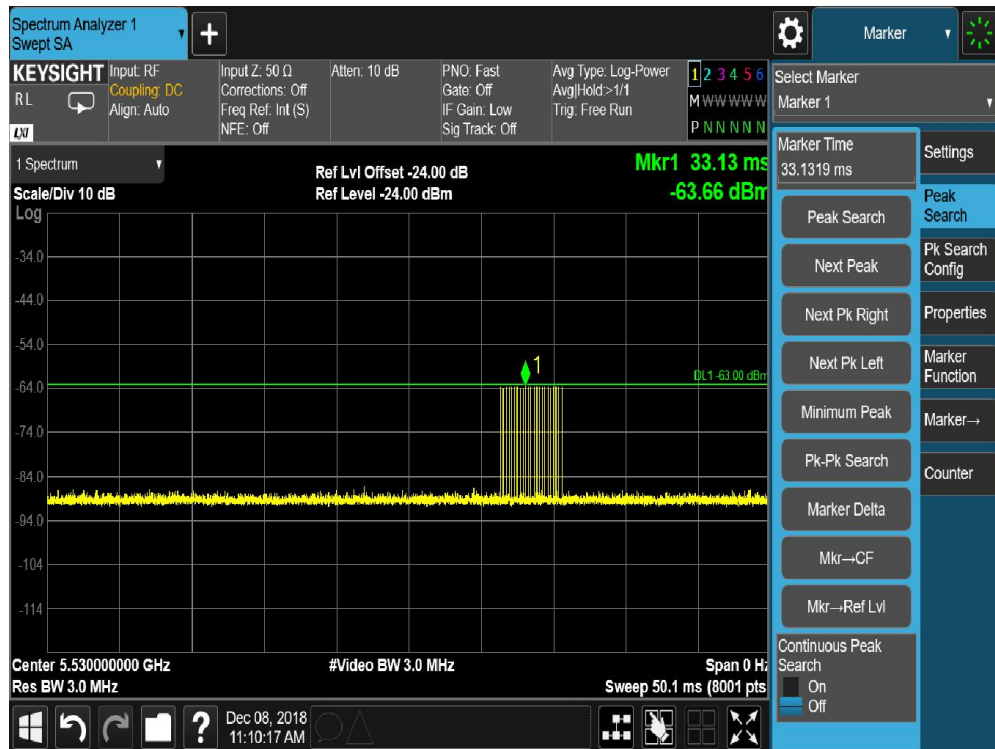 Spectrum Analyzer 1
Swept SA
+
Marker
KEYSIGHT
RL
LXI
Input: RF
Coupling: DC
Align: Auto
Input Z: 50 Ω
Corrections: Off
Freq Ref: Int (S)
NFE: Off
Atten: 10 dB
PNO: Fast
Gate: Off
IF Gain: Low
Sig Track: Off
Avg Type: Log-Power
Avg|Hold:>1/1
Trig: Free Run
1 2 3 4 5 6
M W W W W W
P N N N N N
Select Marker
Marker 1
1 Spectrum
Scale/Div 10 dB
Log
Ref Lvl Offset -24.00 dB
Ref Level -24.00 dBm
Mkr1 33.13 ms
-63.66 dBm
-34.0
-44.0
-54.0
-64.0
-74.0
-84.0
-94.0
-104
-114
1
DL1 -63.00 dBm
Center 5.530000000 GHz
Res BW 3.0 MHz
#Video BW 3.0 MHz
Span 0 Hz
Sweep 50.1 ms (8001 pts
Marker Time
33.1319 ms
Peak Search
Next Peak
Next Pk Right
Next Pk Left
Minimum Peak
Pk-Pk Search
Marker Delta
Mkr→CF
Mkr→Ref Lvl
Continuous Peak
Search
On
Off
Settings
Peak
Search
Pk Search
Config
Properties
Marker
Function
Marker→
Counter
?
Dec 08, 2018
11:10:17 AM